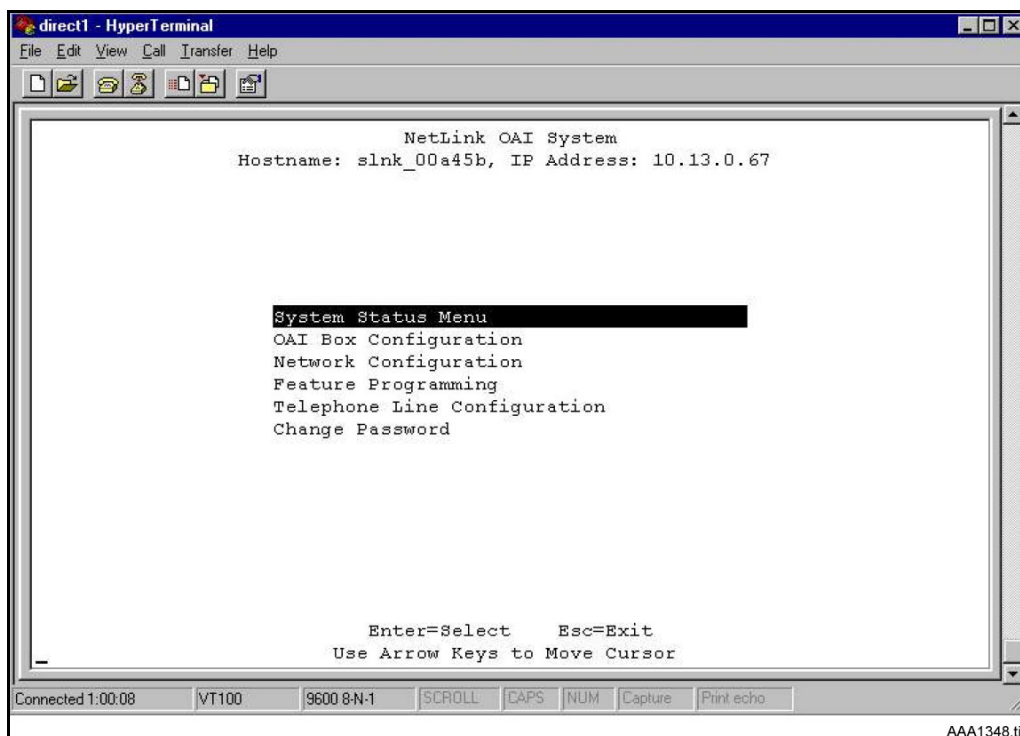 direct1 - HyperTerminal
File Edit View Call Transfer Help
NetLink OAI System
Hostname: slnk_00a45b, IP Address: 10.13.0.67
System Status Menu
OAI Box Configuration
Network Configuration
Feature Programming
Telephone Line Configuration
Change Password
Enter=Select Esc=Exit
Use Arrow Keys to Move Cursor
Connected 1:00:08 VT100 9600 8-N-1 SCROLL CAPS NUM Capture Print echo